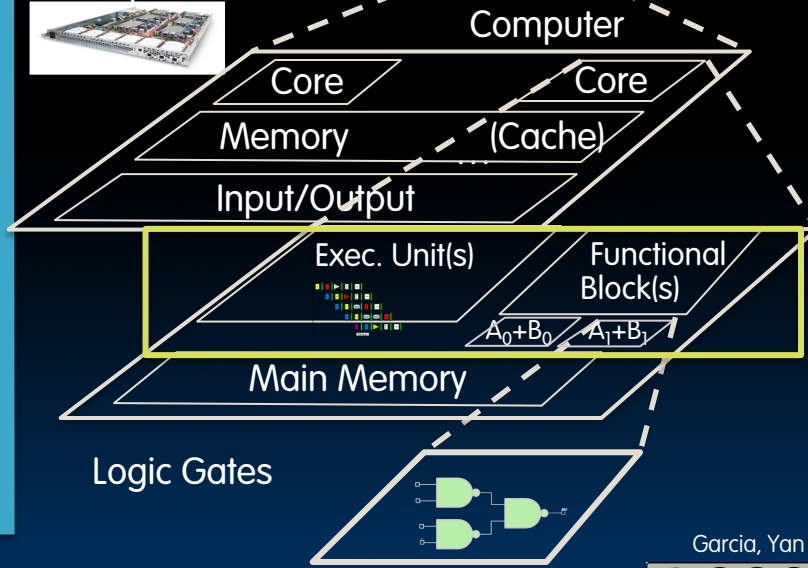 Computer
Core Core
Memory (Cache)
...
Input/Output
Exec. Unit(s) Functional
Block(s)
A₀+B₀ A₁+B₁
Main Memory
Logic Gates
Garcia, Yan